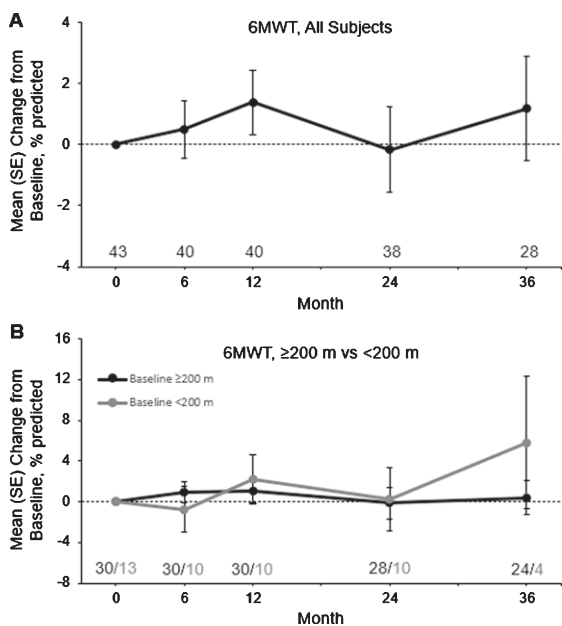 A
6MWT, All Subjects
Mean (SE) Change from
Baseline, % predicted
4
2
0
-2
-4
43 40 40 38 28
0 6 12 24 36
Month
B
6MWT, ≥200 m vs <200 m
Mean (SE) Change from
Baseline, % predicted
16
12
8
4
0
-4
-8
Baseline ≥200 m
Baseline <200 m
30/13 30/10 30/10 28/10 24/4
0 6 12 24 36
Month